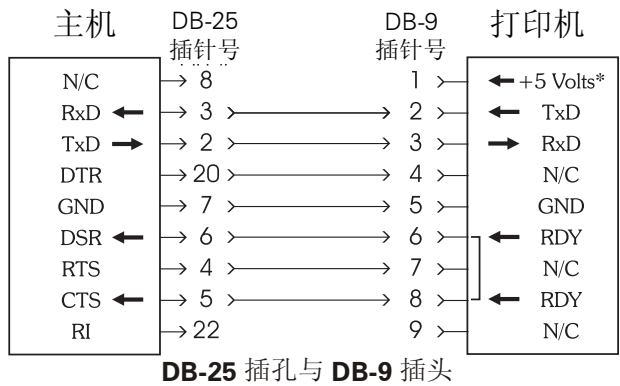 主机 DB-25 插针号 DB-9 插针号 打印机
N/C 8 1 +5 Volts*
RxD 3 2 TxD
TxD 2 3 RxD
DTR 20 4 N/C
GND 7 5 GND
DSR 6 6 RDY
RTS 4 7 N/C
CTS 5 8 RDY
RI 22 9 N/C
DB-25 插孔与 DB-9 插头